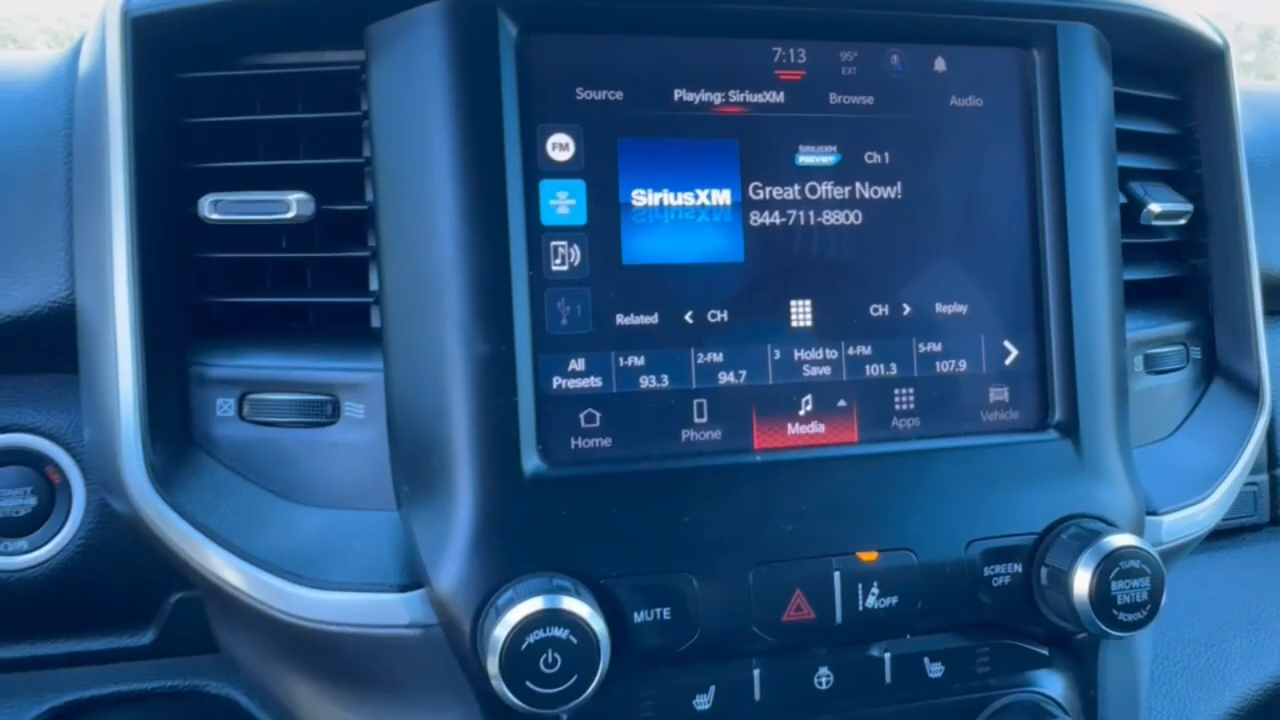 7:13
95°
EXT
Source
Playing: SiriusXM
Browse
Audio
FM
SIRIUSXM
Ch 1
SiriusXM
Great Offer Now!
844-711-8800
1
Related
CH
CH
Replay
All
Presets
1-FM
93.3
2-FM
94.7
3
Hold to
Save
4-FM
101.3
5-FM
107.9
Home
Phone
Media
Apps
Vehicle
VOLUME
MUTE
OFF
SCREEN
OFF
TUNE
BROWSE
ENTER
SCROLL